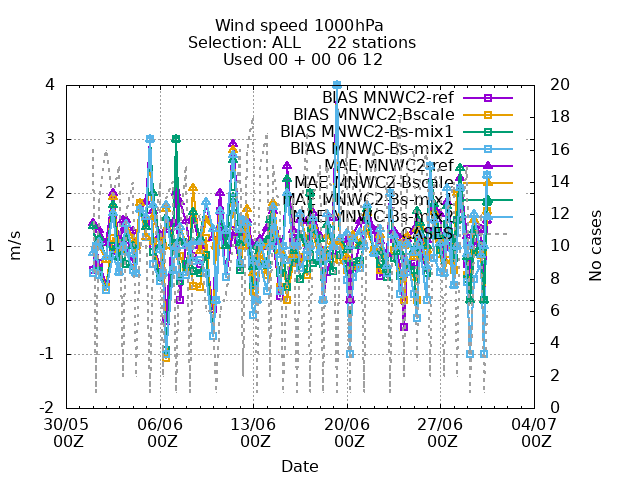 Wind speed 1000hPa
Selection: ALL 22 stations
Used 00 + 00 06 12
BIAS MNWC2-ref
BIAS MNWC2-Bscale
BIAS MNWC2-Bs-mix1
BIAS MNWC-Bs-mix2
MAE MNWC2-ref
MAE MNWC2-Bscale
MAE MNWC2-Bs-mix1
MAE MNWC-Bs-mix2
CASES
4
3
2
1
0
-1
-2
m/s
20
18
16
14
12
10
8
6
4
2
0
No cases
30/05 06/06 13/06 20/06 27/06 04/07
00Z 00Z 00Z 00Z 00Z 00Z
Date